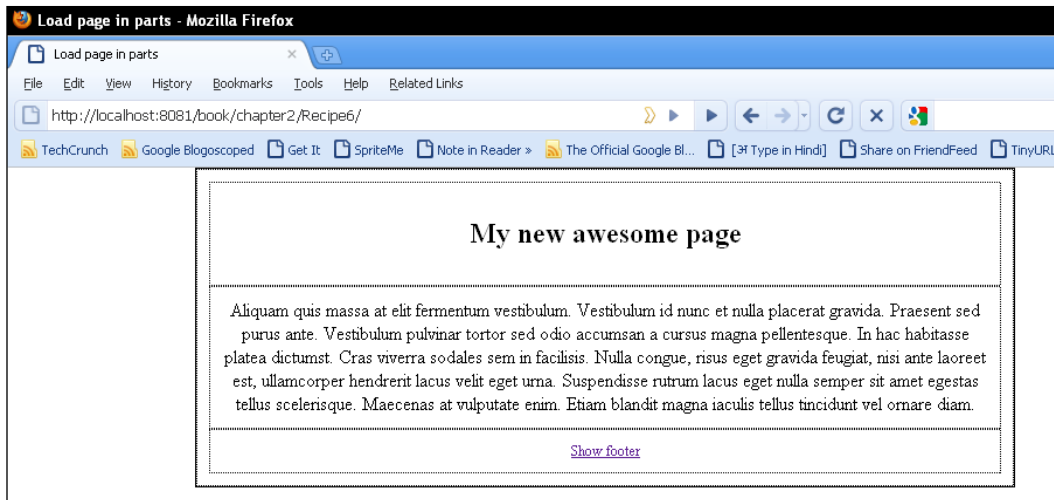 Load page in parts - Mozilla Firefox
Load page in parts
File Edit View History Bookmarks Tools Help Related Links
http://localhost:8081/book/chapter2/Recipe6/
TechCrunch Google Blogoscoped Get It SpriteMe Note in Reader » The Official Google Bl... [अ Type in Hindi] Share on FriendFeed TinyURL
My new awesome page
Aliquam quis massa at elit fermentum vestibulum. Vestibulum id nunc et nulla placerat gravida. Praesent sed
purus ante. Vestibulum pulvinar tortor sed odio accumsan a cursus magna pellentesque. In hac habitasse
platea dictumst. Cras viverra sodales sem in facilisis. Nulla congue, risus eget gravida feugiat, nisi ante laoreet
est, ullamcorper hendrerit lacus velit eget urna. Suspendisse rutrum lacus eget nulla semper sit amet egestas
tellus scelerisque. Maecenas at vulputate enim. Etiam blandit magna iaculis tellus tincidunt vel ornare diam.
Show footer